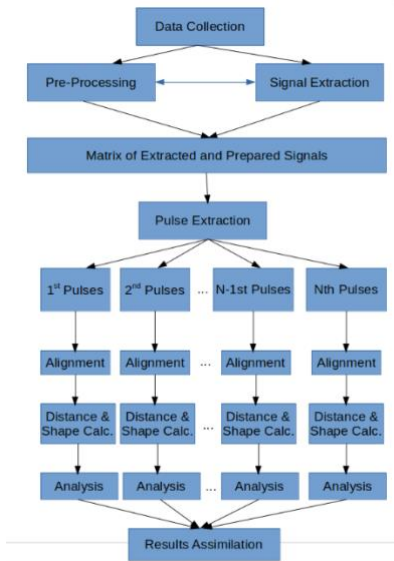 Data Collection
Pre-Processing
Signal Extraction
Matrix of Extracted and Prepared Signals
Pulse Extraction
1st Pulses
2nd Pulses
...
N-1st Pulses
Nth Pulses
Alignment
Alignment
...
Alignment
Alignment
Distance &
Shape Calc.
Distance &
Shape Calc.
...
Distance &
Shape Calc.
Distance &
Shape Calc.
Analysis
Analysis
...
Analysis
Analysis
Results Assimilation